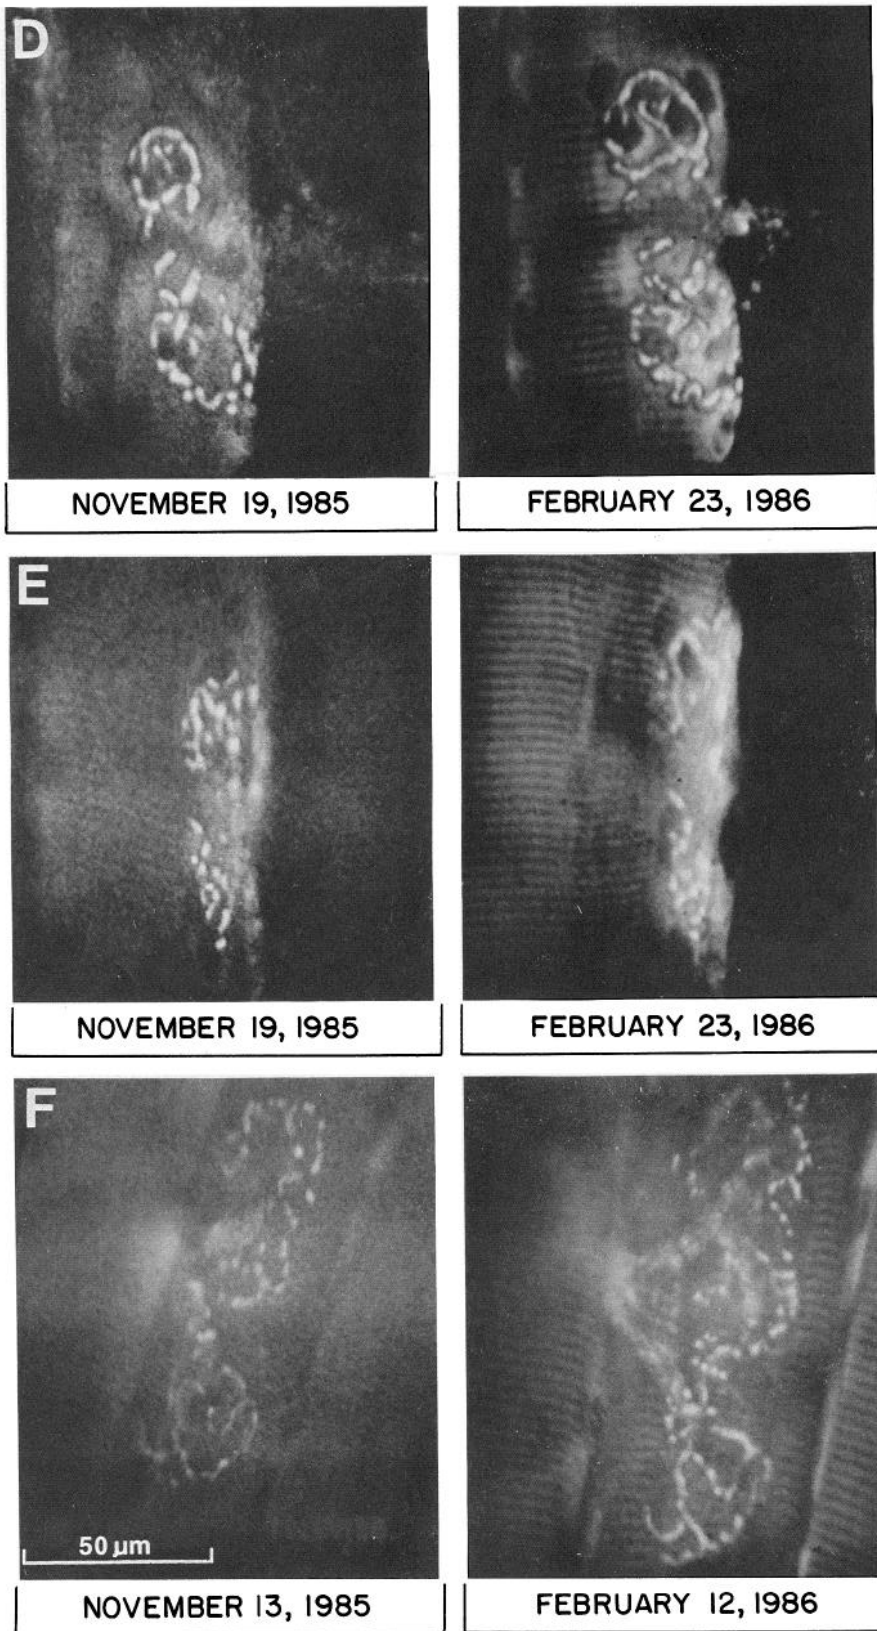 D
NOVEMBER 19, 1985
FEBRUARY 23, 1986
E
NOVEMBER 19, 1985
FEBRUARY 23, 1986
F
50 µm
NOVEMBER 13, 1985
FEBRUARY 12, 1986